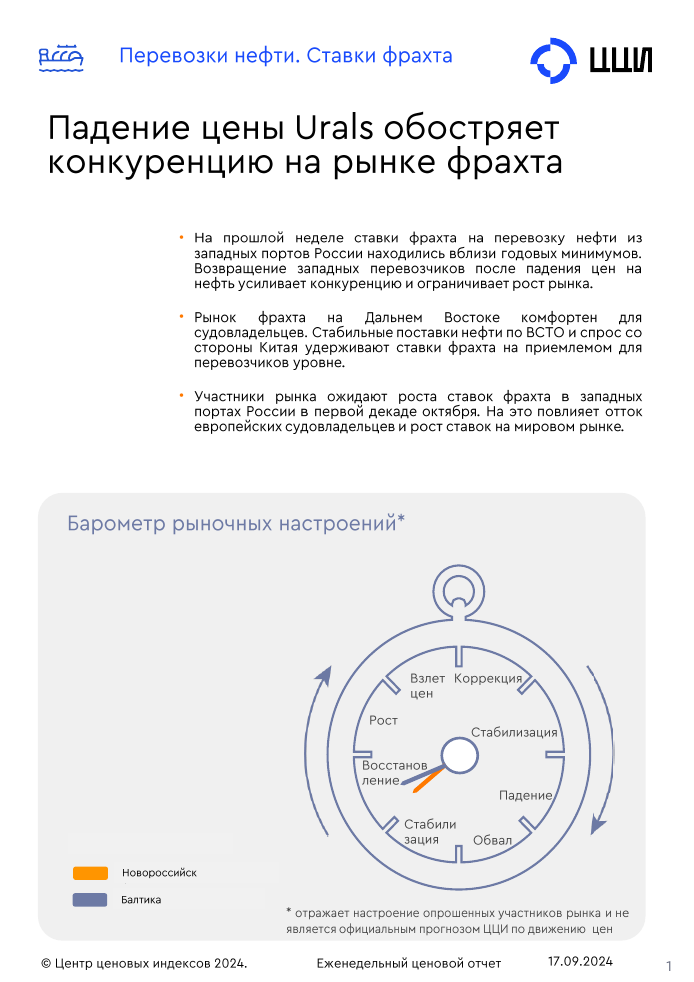 Перевозки нефти. Ставки фрахта
ЦЦИ
Падение цены Urals обостряет
конкуренцию на рынке фрахта
• На прошлой неделе ставки фрахта на перевозку нефти из
западных портов России находились вблизи годовых минимумов.
Возвращение западных перевозчиков после падения цен на
нефть усиливает конкуренцию и ограничивает рост рынка.
• Рынок фрахта на Дальнем Востоке комфортен для
судовладельцев. Стабильные поставки нефти по ВСТО и спрос со
стороны Китая удерживают ставки фрахта на приемлемом для
перевозчиков уровне.
• Участники рынка ожидают роста ставок фрахта в западных
портах России в первой декаде октября. На это повлияет отток
европейских судовладельцев и рост ставок на мировом рынке.
Барометр рыночных настроений*
Взлет
цен
Коррекция
Рост
Стабилизация
Восстанов
ление
Падение
Стабили
зация
Обвал
Новороссийск
Балтика
* отражает настроение опрошенных участников рынка и не
является официальным прогнозом ЦЦИ по движению цен
© Центр ценовых индексов 2024.
Еженедельный ценовой отчет
17.09.2024
1